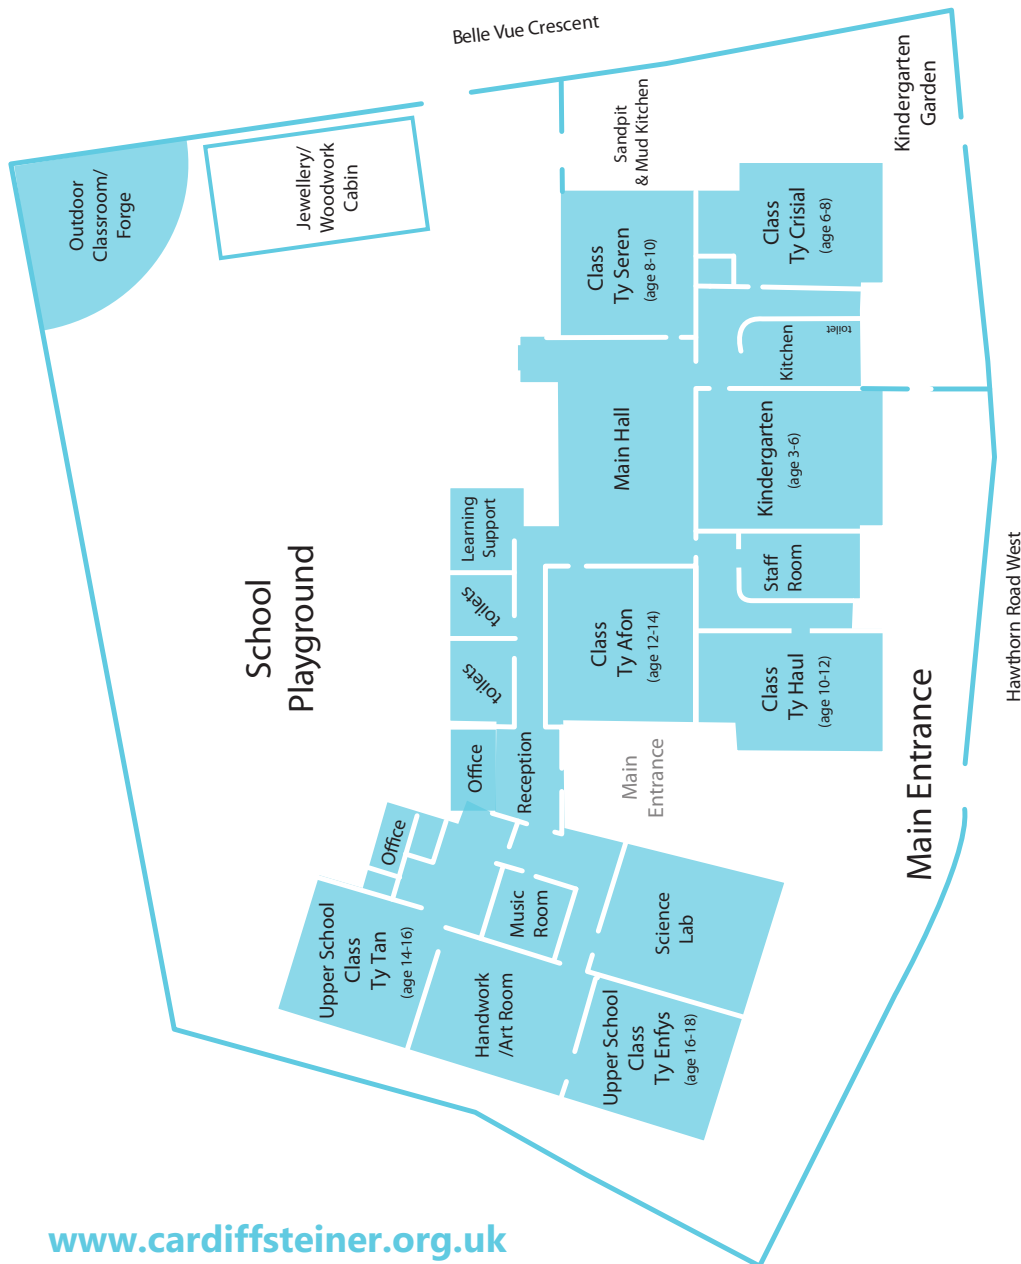 Belle Vue Crescent
Kindergarten
Garden
Sandpit
& Mud Kitchen
Jewellery/
Woodwork
Cabin
Outdoor
Classroom/
Forge
Class
Ty Seren
(age 8-10)
Class
Ty Crisial
(age 6-8)
toilet
Kitchen
Main Hall
Kindergarten
(age 3-6)
Learning
Support
toilets
toilets
School
Playground
Staff
Room
Class
Ty Afon
(age 12-14)
Class
Ty Haul
(age 10-12)
Office
Reception
Main
Entrance
Main Entrance
Hawthorn Road West
Office
Music
Room
Science
Lab
Upper School
Class
Ty Tan
(age 14-16)
Handwork
/Art Room
Upper School
Class
Ty Enfys
(age 16-18)
www.cardiffsteiner.org.uk